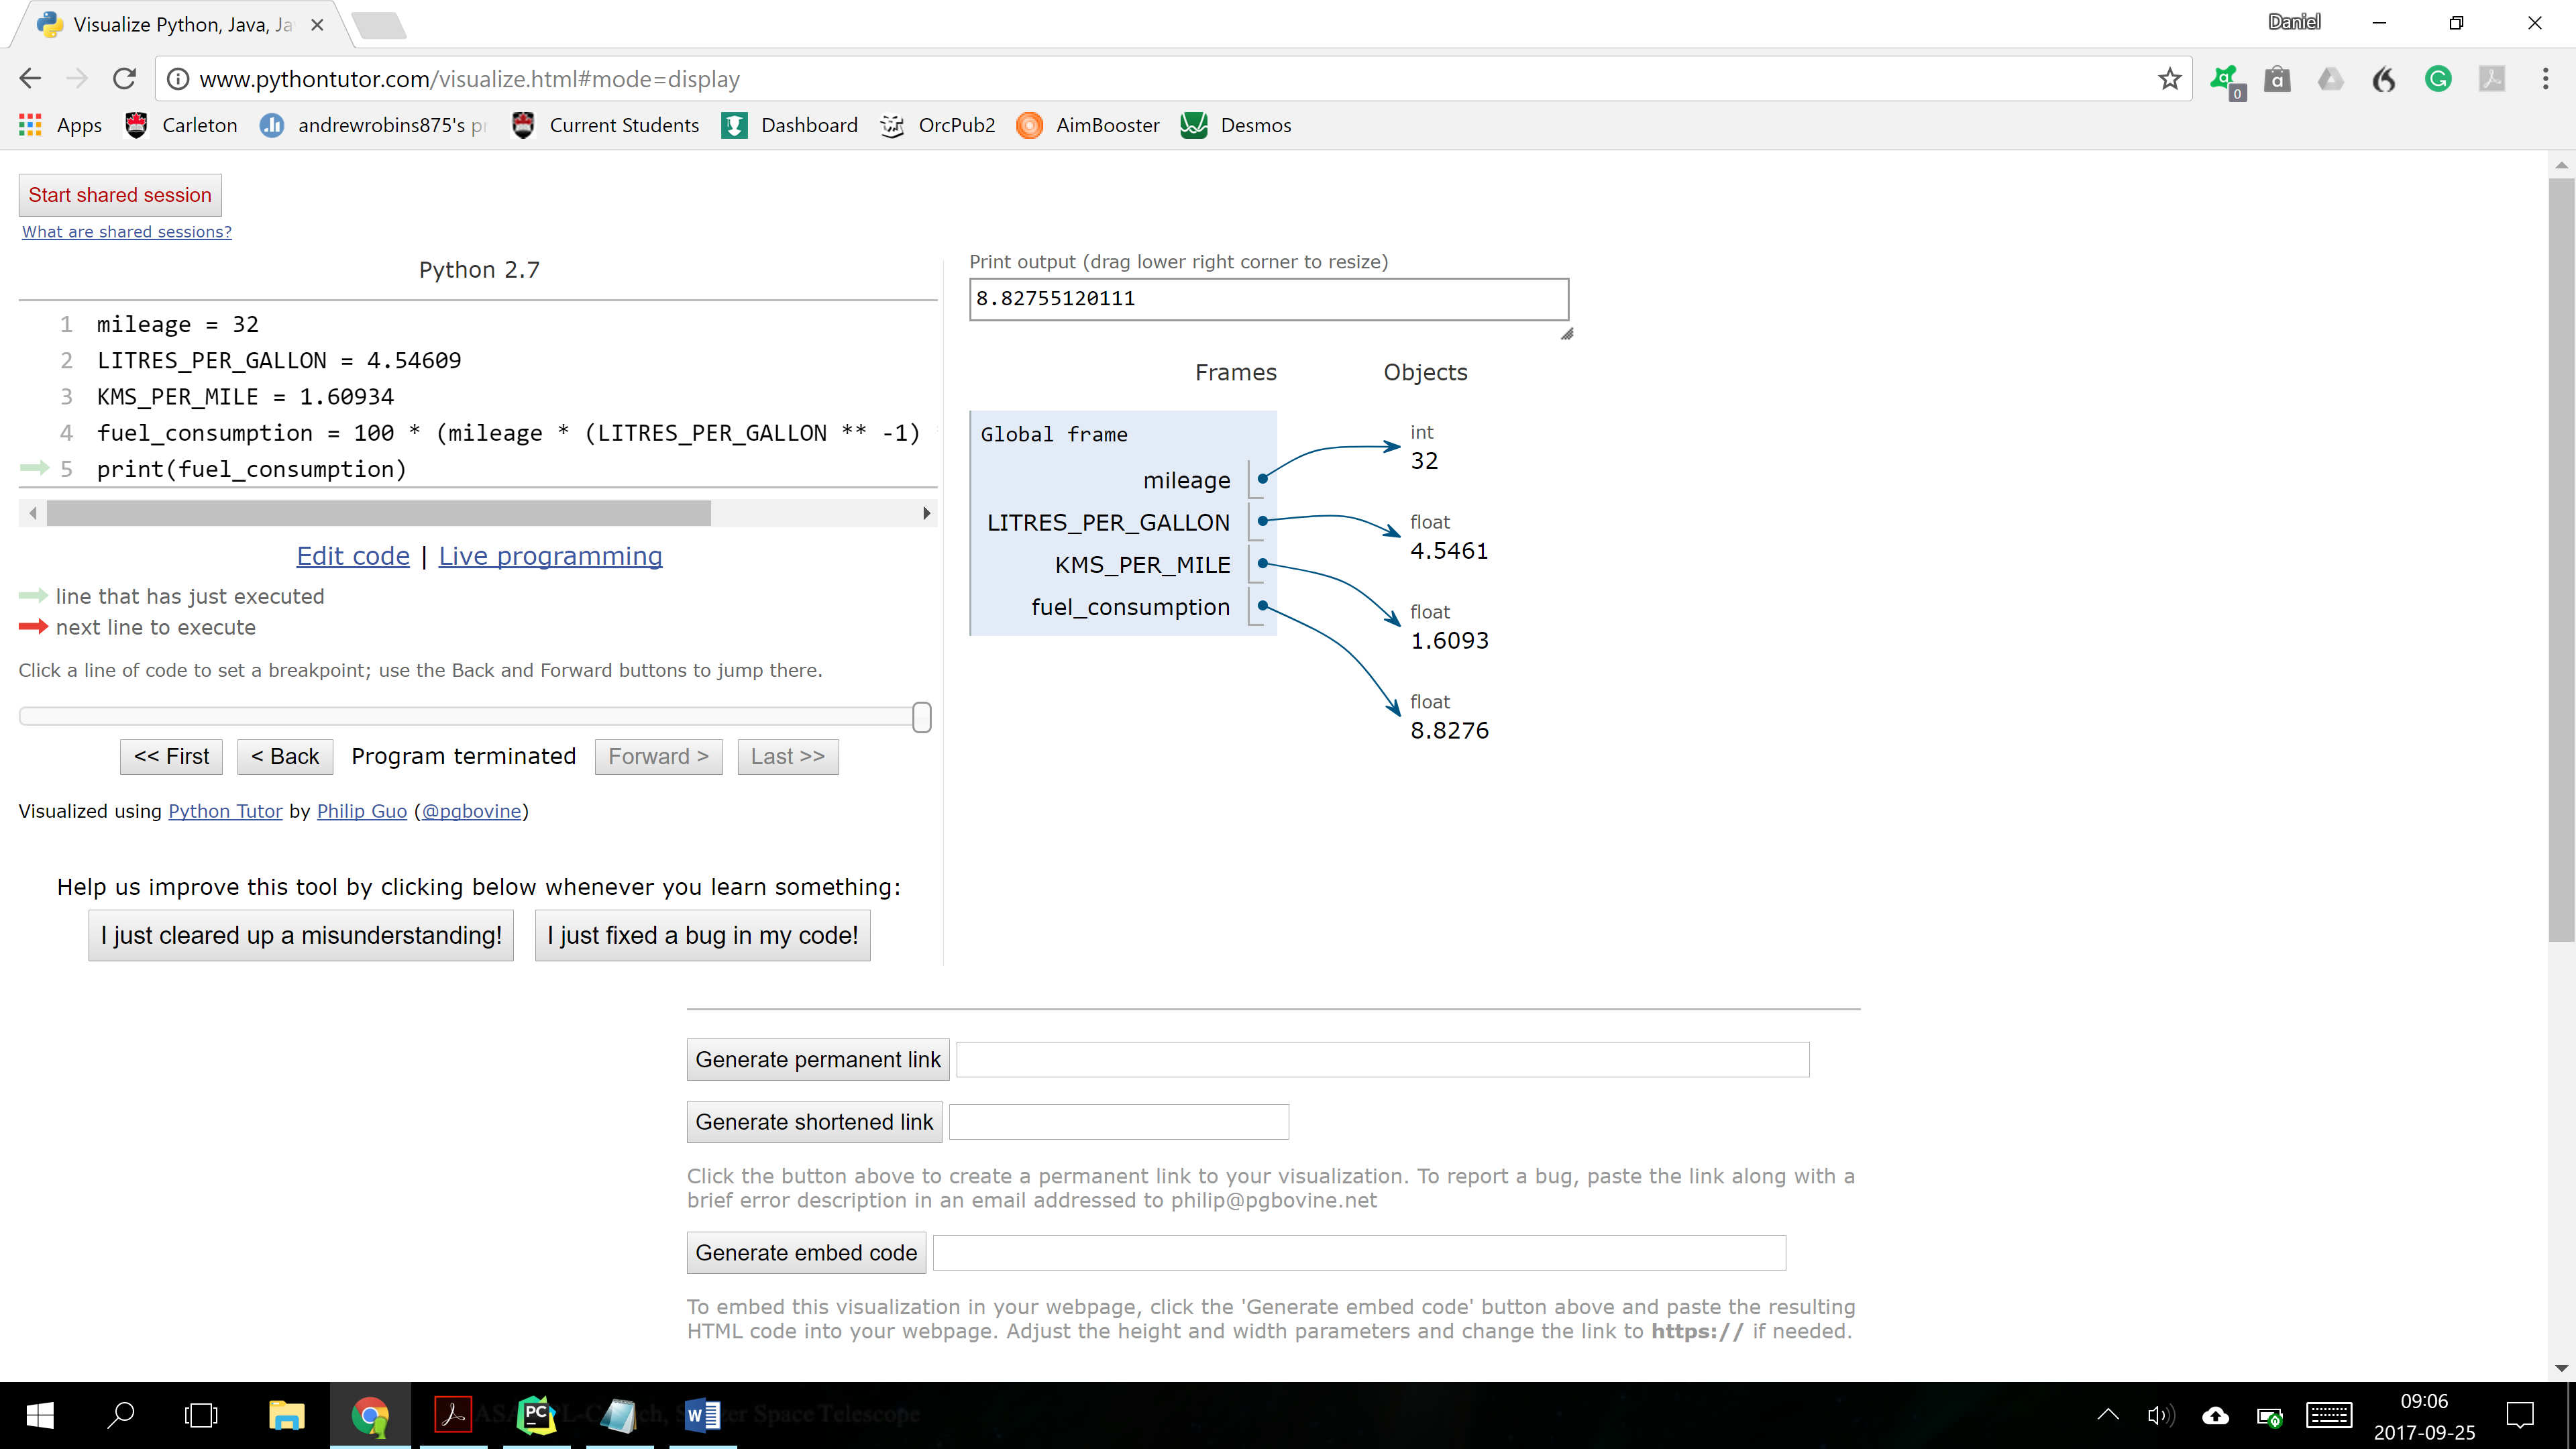 Visualize Python, Java, Ja
Daniel
www.pythontutor.com/visualize.html#mode=display
0
Apps
Carleton
andrewrobins875's pr
Current Students
Dashboard
OrcPub2
AimBooster
Desmos
Start shared session
What are shared sessions?
Python 2.7
1 mileage = 32
2 LITRES_PER_GALLON = 4.54609
3 KMS_PER_MILE = 1.60934
4 fuel_consumption = 100 * (mileage * (LITRES_PER_GALLON ** -1)
5 print(fuel_consumption)
Edit code | Live programming
line that has just executed
next line to execute
Click a line of code to set a breakpoint; use the Back and Forward buttons to jump there.
<< First < Back Program terminated Forward > Last >>
Visualized using Python Tutor by Philip Guo (@pgbovine)
Help us improve this tool by clicking below whenever you learn something:
I just cleared up a misunderstanding! I just fixed a bug in my code!
Print output (drag lower right corner to resize)
8.82755120111
Frames Objects
Global frame
mileage
LITRES_PER_GALLON
KMS_PER_MILE
fuel_consumption
int
32
float
4.5461
float
1.6093
float
8.8276
Generate permanent link
Generate shortened link
Click the button above to create a permanent link to your visualization. To report a bug, paste the link along with a
brief error description in an email addressed to philip@pgbovine.net
Generate embed code
To embed this visualization in your webpage, click the 'Generate embed code' button above and paste the resulting
HTML code into your webpage. Adjust the height and width parameters and change the link to https:// if needed.
PC
Space Telescope
09:06
2017-09-25